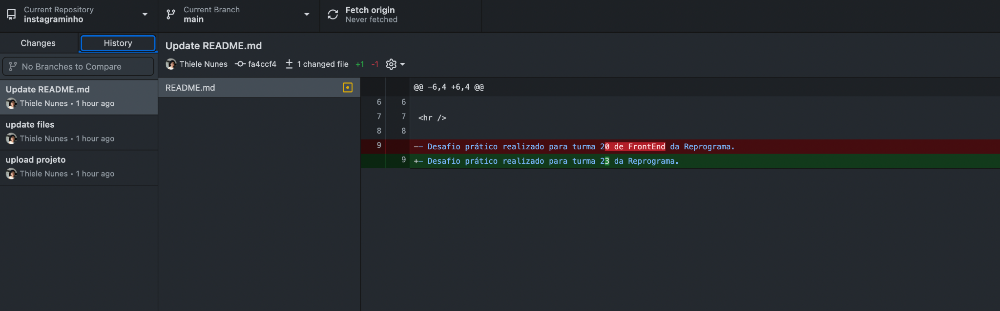 Current Repository
instagraminho
Current Branch
main
Fetch origin
Never fetched
Changes
History
No Branches to Compare
Update README.md
Thiele Nunes • 1 hour ago
update files
Thiele Nunes • 1 hour ago
upload projeto
Thiele Nunes • 1 hour ago
Update README.md
Thiele Nunes fa4ccf4 1 changed file +1 -1
README.md
@@ -6,4 +6,4 @@
6 6
7 7 <hr />
8 8
9 -- Desafio prático realizado para turma 20 de FrontEnd da Reprograma.
9 +- Desafio prático realizado para turma 23 da Reprograma.